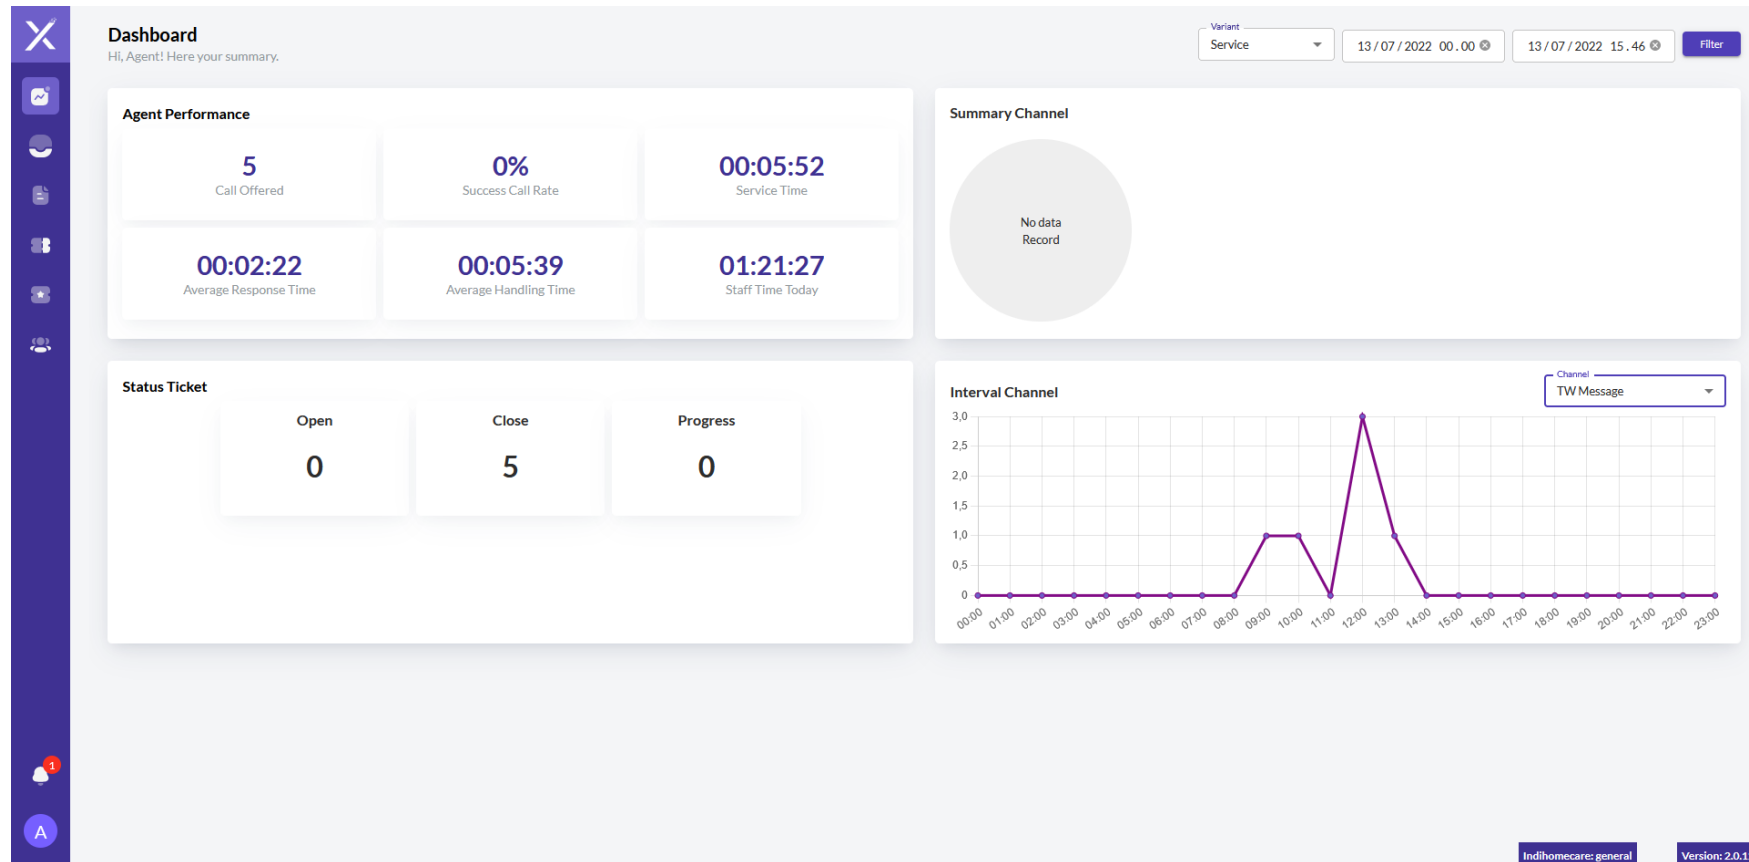 Dashboard
Hi, Agent! Here your summary.
Variant
Service
13/07/2022 00.00
13/07/2022 15.46
Filter
Agent Performance
5
Call Offered
0%
Success Call Rate
00:05:52
Service Time
00:02:22
Average Response Time
00:05:39
Average Handling Time
01:21:27
Staff Time Today
Summary Channel
No data
Record
Status Ticket
Open
0
Close
5
Progress
0
Interval Channel
Channel
TW Message
3,0
2,5
2,0
1,5
1,0
0,5
0
00:00 01:00 02:00 03:00 04:00 05:00 06:00 07:00 08:00 09:00 10:00 11:00 12:00 13:00 14:00 15:00 16:00 17:00 18:00 19:00 20:00 21:00 22:00 23:00
1
A
Indihomecare: general
Version: 2.0.1